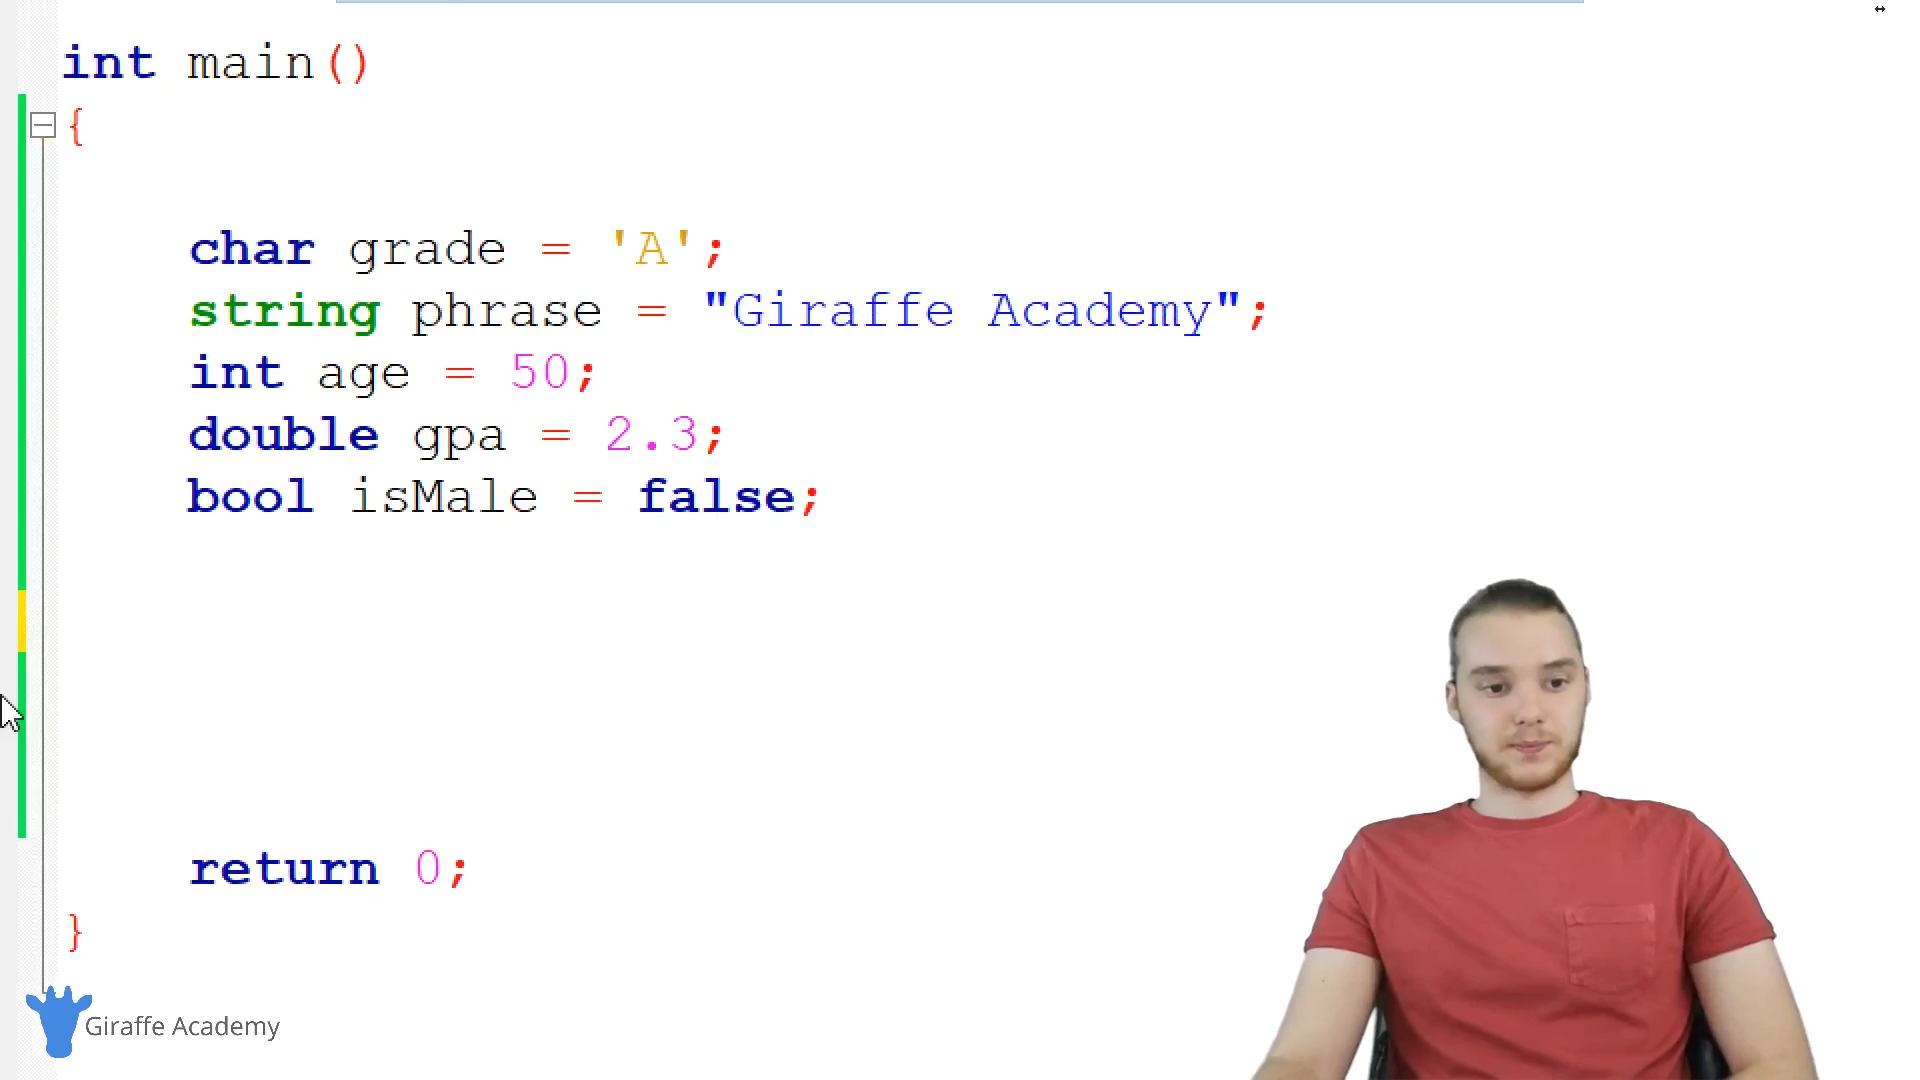 int main()
{
char grade = 'A';
string phrase = "Giraffe Academy";
int age = 50;
double gpa = 2.3;
bool isMale = false;
return 0;
}
Giraffe Academy